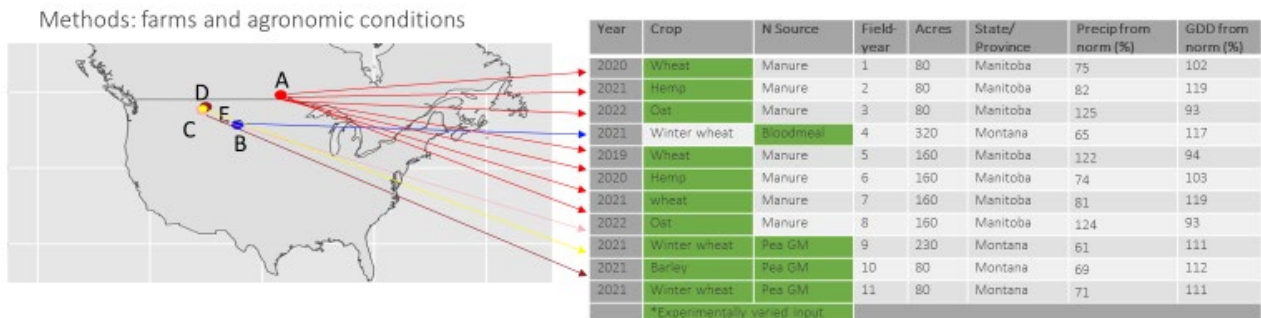 Methods: farms and agronomic conditions
A
D
E
C
B
Year Crop N Source Field-year Acres State/Province Precip from norm (%) GDD from norm (%)
2020 Wheat Manure 1 80 Manitoba 75 102
2021 Hemp Manure 2 80 Manitoba 82 119
2022 Oat Manure 3 80 Manitoba 125 93
2021 Winter wheat Bloodmeal 4 320 Montana 65 117
2019 Wheat Manure 5 160 Manitoba 122 94
2020 Hemp Manure 6 160 Manitoba 74 103
2021 wheat Manure 7 160 Manitoba 81 119
2022 Oat Manure 8 160 Manitoba 124 93
2021 Winter wheat Pea GM 9 230 Montana 61 111
2021 Barley Pea GM 10 80 Montana 69 112
2021 Winter wheat Pea GM 11 80 Montana 71 111
*Experimentally varied input